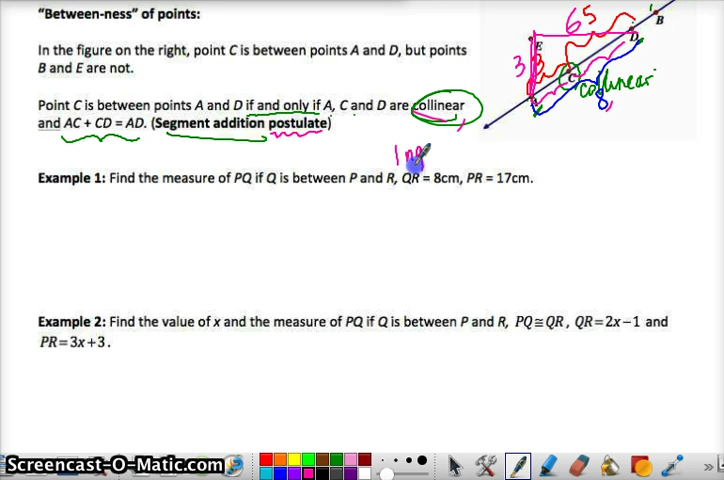 "Between-ness" of points:
In the figure on the right, point C is between points A and D, but points
B and E are not.
Point C is between points A and D if and only if A, C and D are collinear
and AC + CD = AD. (Segment addition postulate)
6 5
B
D
E
3 3
C
collinear
8
Example 1: Find the measure of PQ if Q is between P and R, QR = 8cm, PR = 17cm.
Example 2: Find the value of x and the measure of PQ if Q is between P and R, PQ≅QR, QR=2x−1 and
PR=3x+3.
Screencast-O-Matic.com